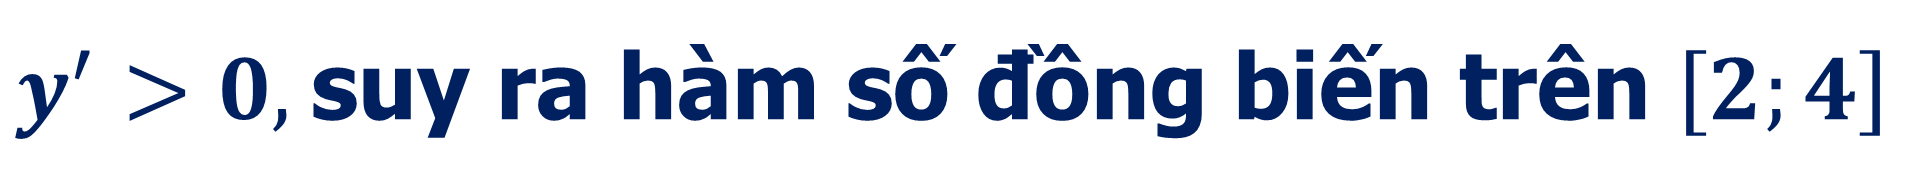 y′ > 0, suy ra hàm số đồng biến trên [2; 4]